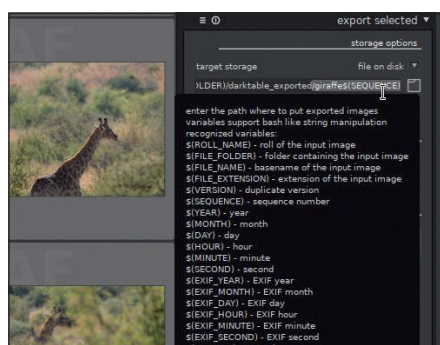 export selected
storage options
target storage
file on disk
)LDER)/darktable_exported/giraffe$(SEQUENCE)
enter the path where to put exported images
variables support bash like string manipulation
recognized variables:
$(ROLL_NAME) - roll of the input image
$(FILE_FOLDER) - folder containing the input image
$(FILE_NAME) - basename of the input image
$(FILE_EXTENSION) - extension of the input image
$(VERSION) - duplicate version
$(SEQUENCE) - sequence number
$(YEAR) - year
$(MONTH) - month
$(DAY) - day
$(HOUR) - hour
$(MINUTE) - minute
$(SECOND) - second
$(EXIF_YEAR) - EXIF year
$(EXIF_MONTH) - EXIF month
$(EXIF_DAY) - EXIF day
$(EXIF_HOUR) - EXIF hour
$(EXIF_MINUTE) - EXIF minute
$(EXIF_SECOND) - EXIF second